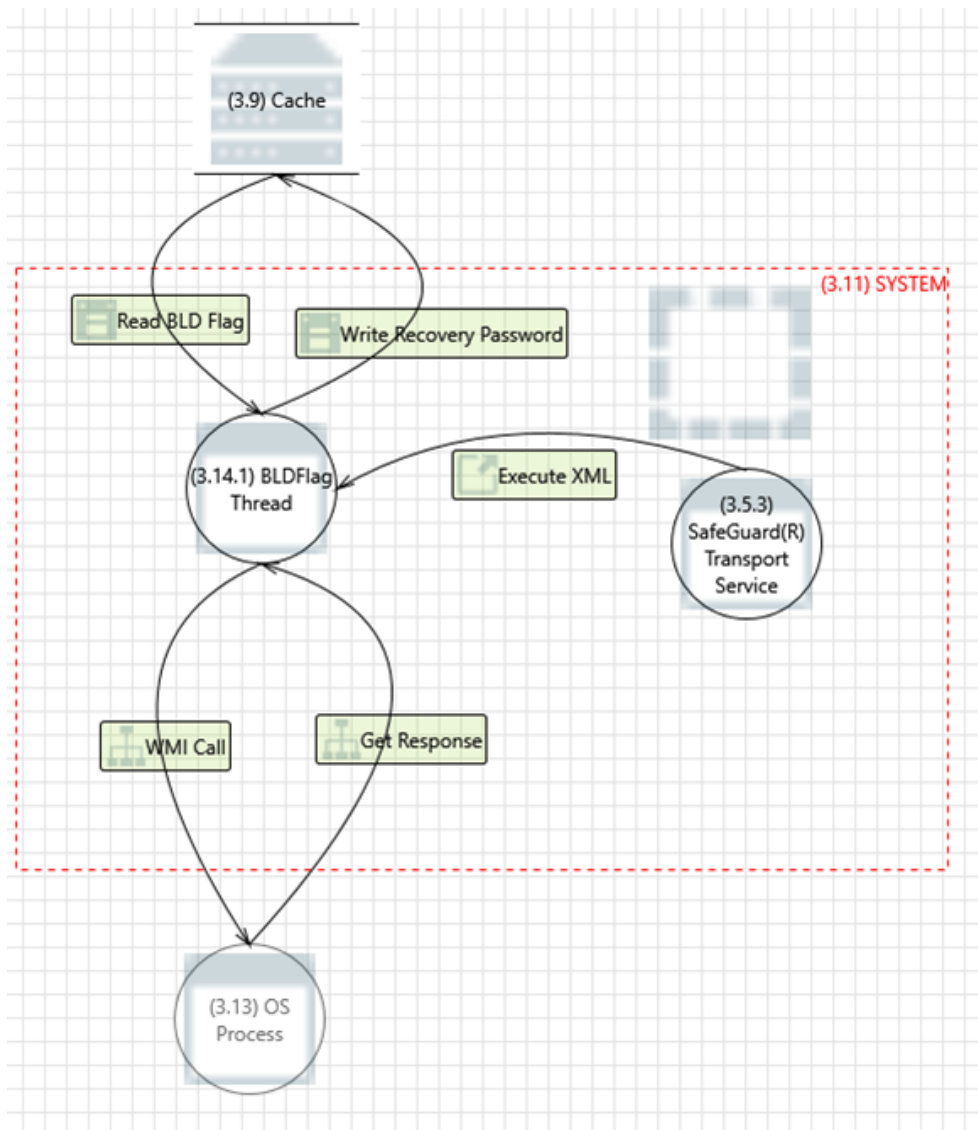 (3.9) Cache
(3.11) SYSTEM
Read BLD Flag
Write Recovery Password
(3.14.1) BLDFlag
Thread
Execute XML
(3.5.3)
SafeGuard(R)
Transport
Service
WMI Call
Get Response
(3.13) OS
Process